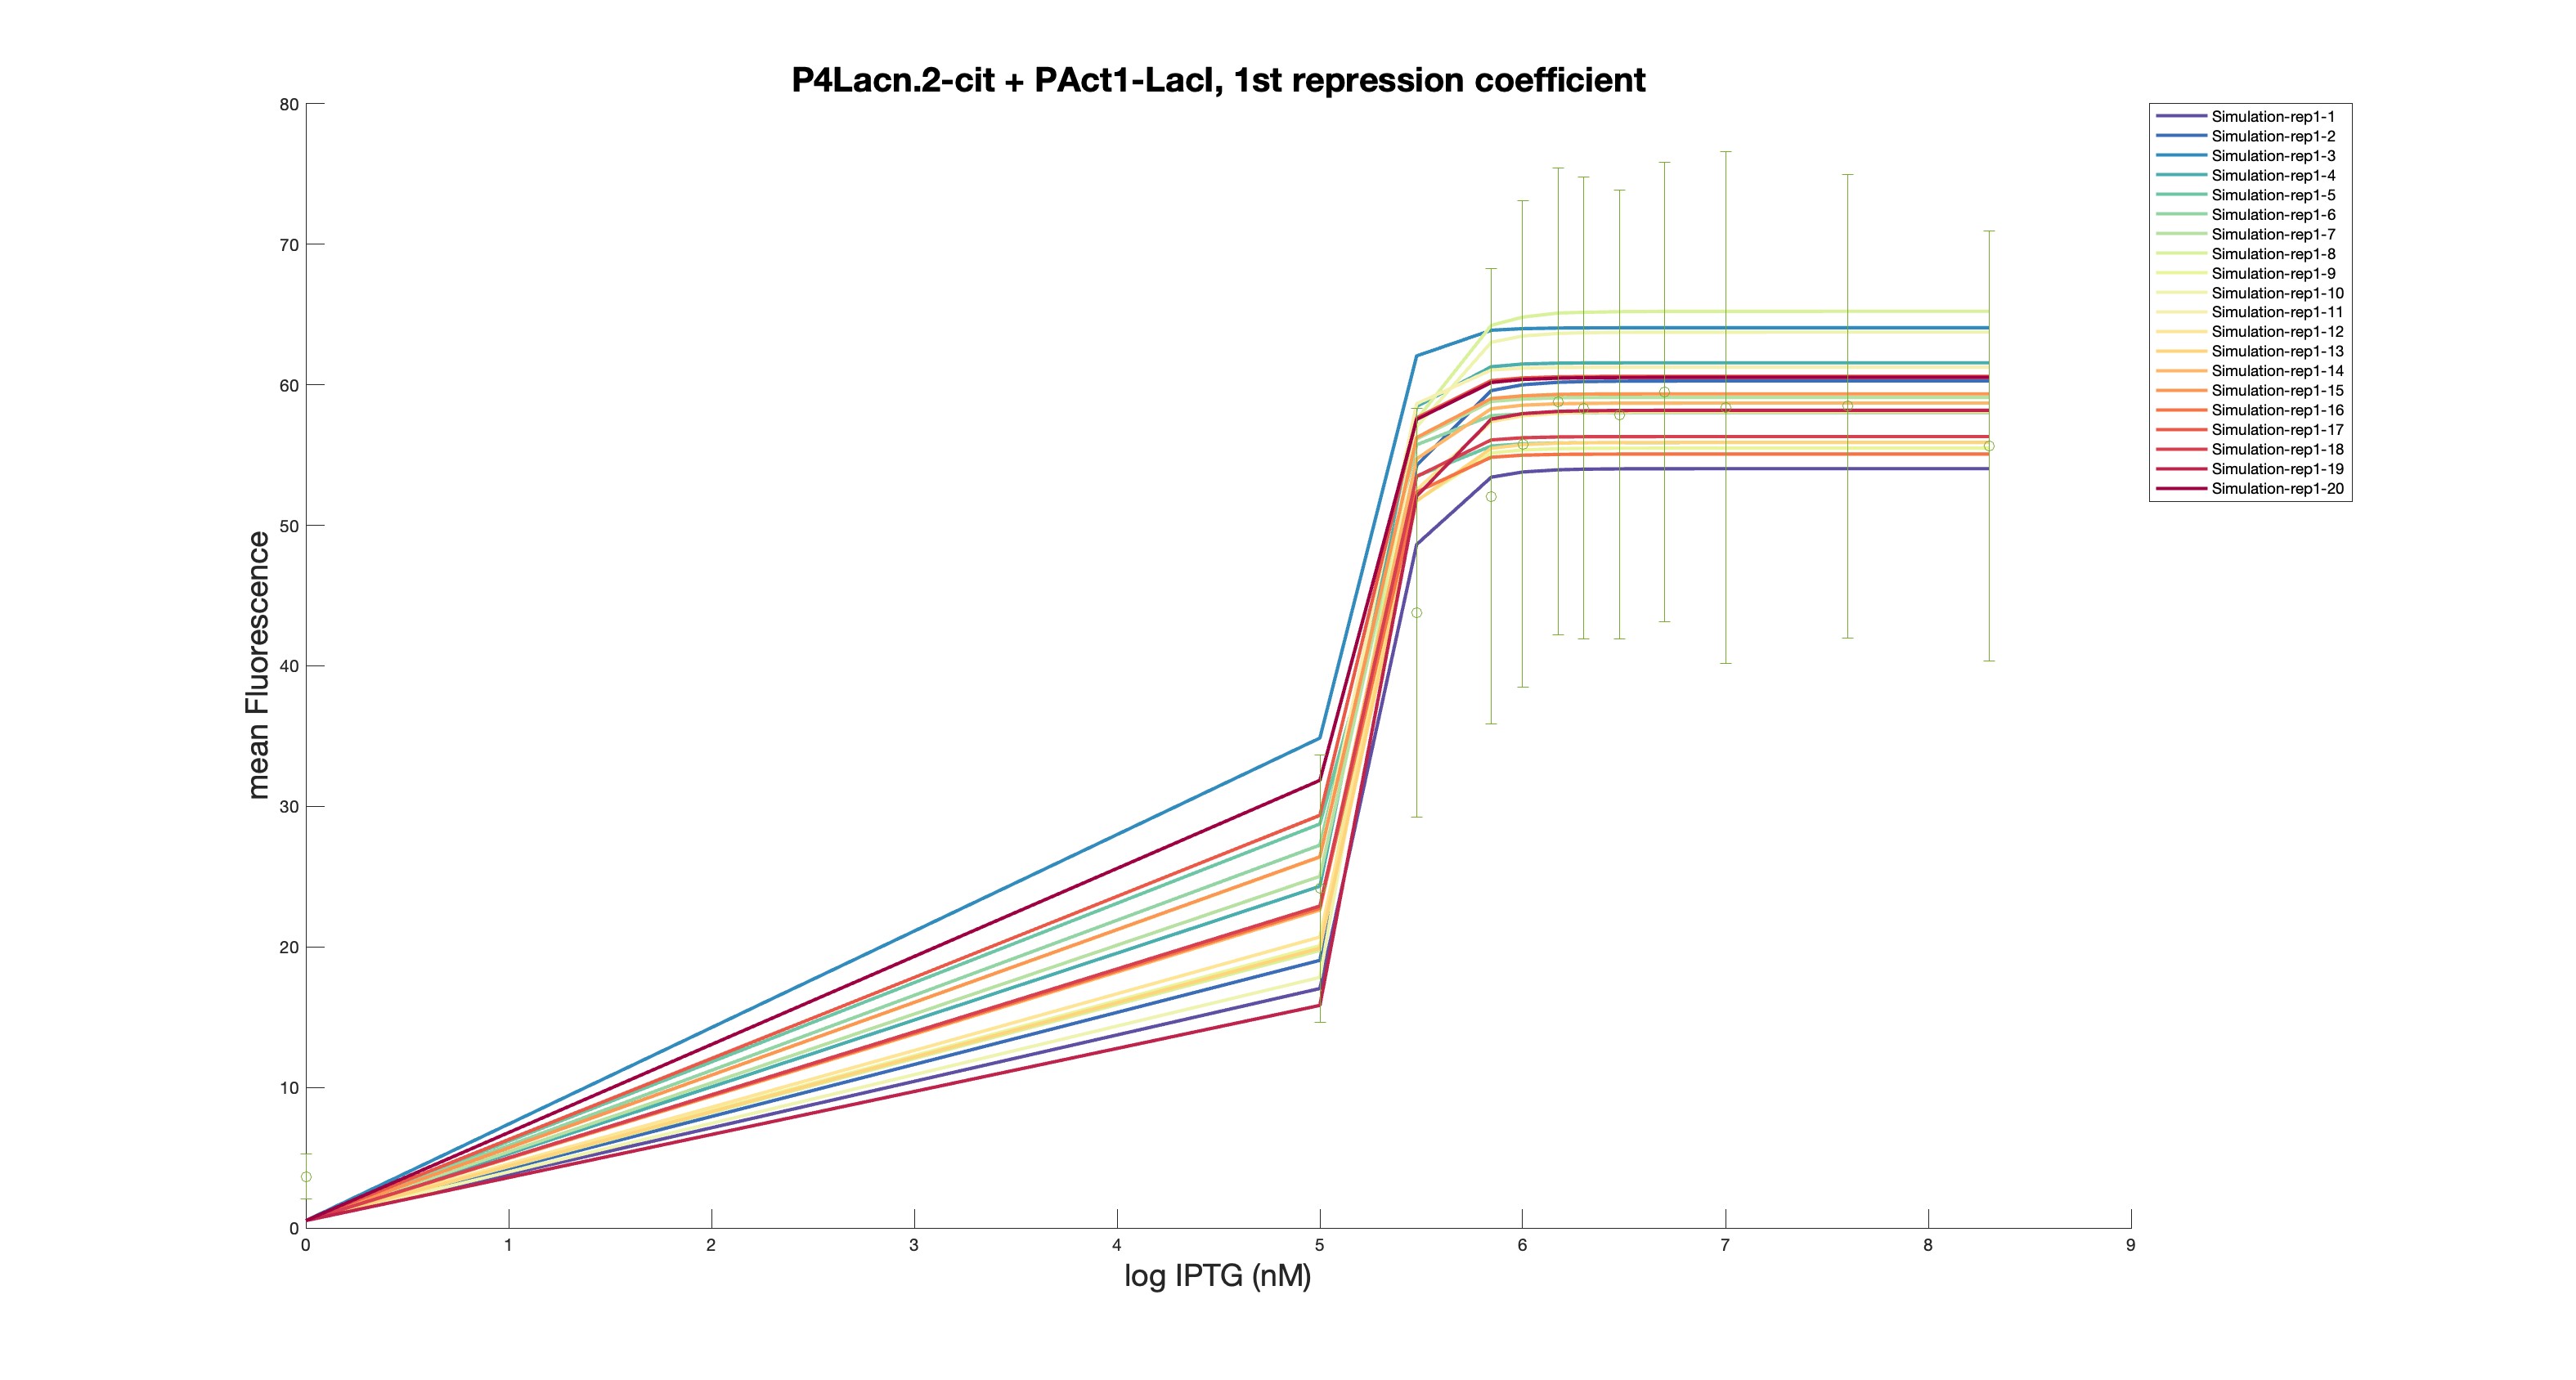 P4Lacn.2-cit + PAct1-LacI, 1st repression coefficient
80
70
60
50
40
30
20
10
0
mean Fluorescence
0 1 2 3 4 5 6 7 8 9
log IPTG (nM)
Simulation-rep1-1
Simulation-rep1-2
Simulation-rep1-3
Simulation-rep1-4
Simulation-rep1-5
Simulation-rep1-6
Simulation-rep1-7
Simulation-rep1-8
Simulation-rep1-9
Simulation-rep1-10
Simulation-rep1-11
Simulation-rep1-12
Simulation-rep1-13
Simulation-rep1-14
Simulation-rep1-15
Simulation-rep1-16
Simulation-rep1-17
Simulation-rep1-18
Simulation-rep1-19
Simulation-rep1-20